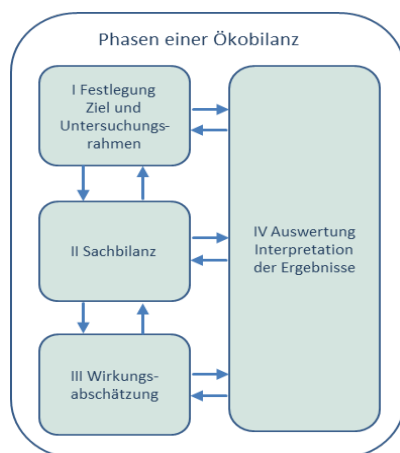 Phasen einer Ökobilanz
I Festlegung
Ziel und
Untersuchungs-
rahmen
II Sachbilanz
III Wirkungs-
abschätzung
IV Auswertung
Interpretation
der Ergebnisse